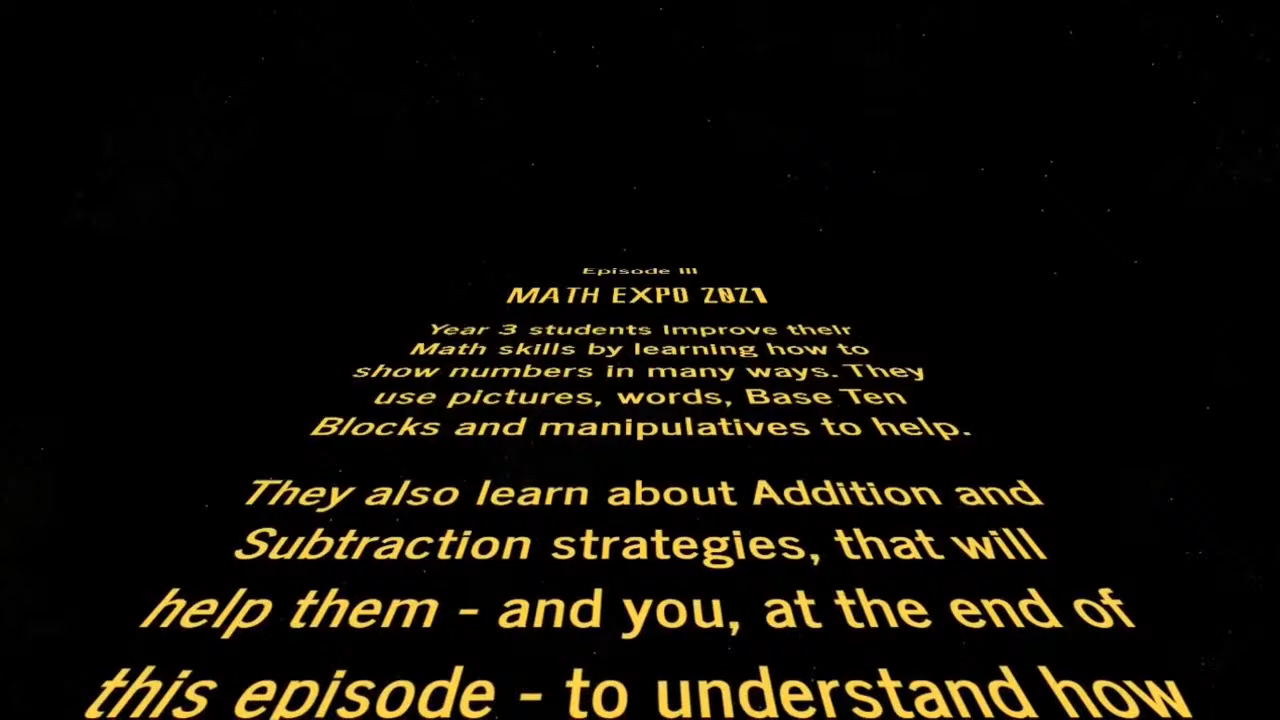 Episode III
MATH EXPO 2021
Year 3 students improve their
Math skills by learning how to
show numbers in many ways. They
use pictures, words, Base Ten
Blocks and manipulatives to help.
They also learn about Addition and
Subtraction strategies, that will
help them - and you, at the end of
this episode - to understand how